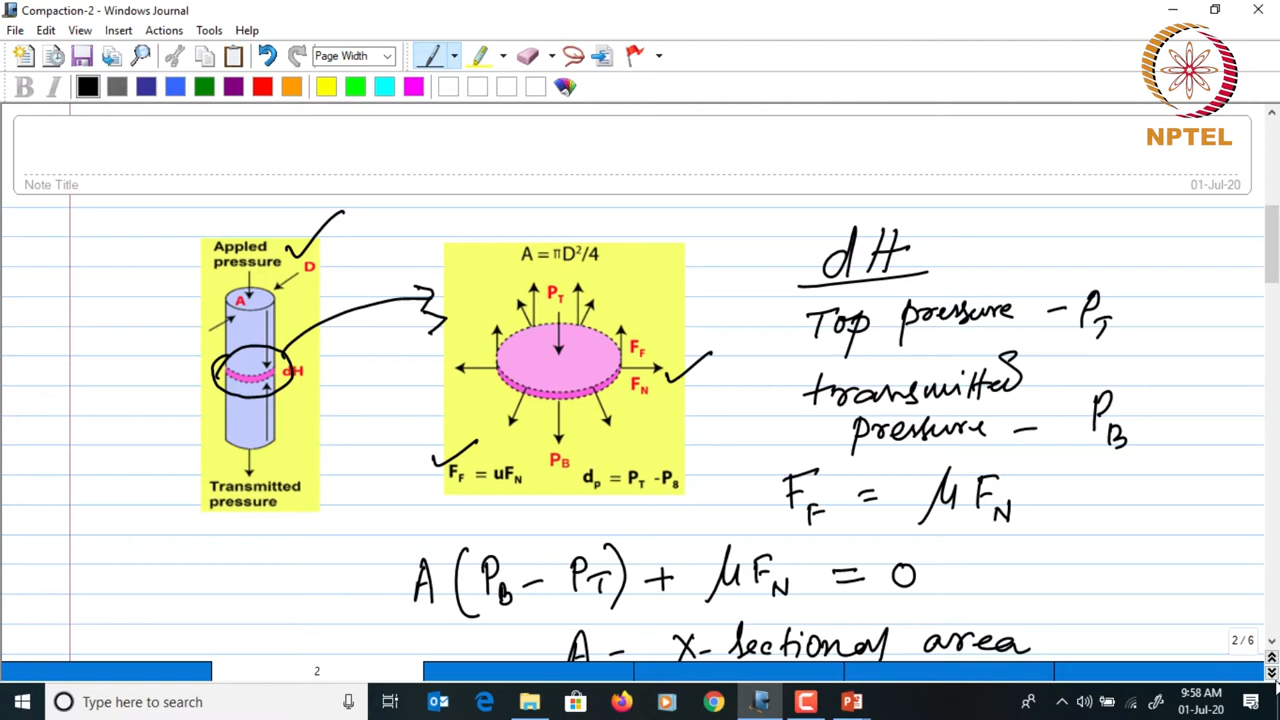 Compaction-2 - Windows Journal
File Edit View Insert Actions Tools Help
Page Width
B I
NPTEL
Note Title
01-Jul-20
Appled
pressure
D
A
dH
Transmitted
pressure
A = πD²/4
P_T
F_F
F_N
P_B
F_F = uF_N
d_p = P_T -P_8
dH
Top pressure - P_T
transmitted
pressure - P_B
F_F = μ F_N
A (P_B - P_T) + μ F_N = 0
A - X-sectional area
2 / 6
2
Type here to search
9:58 AM
01-Jul-20